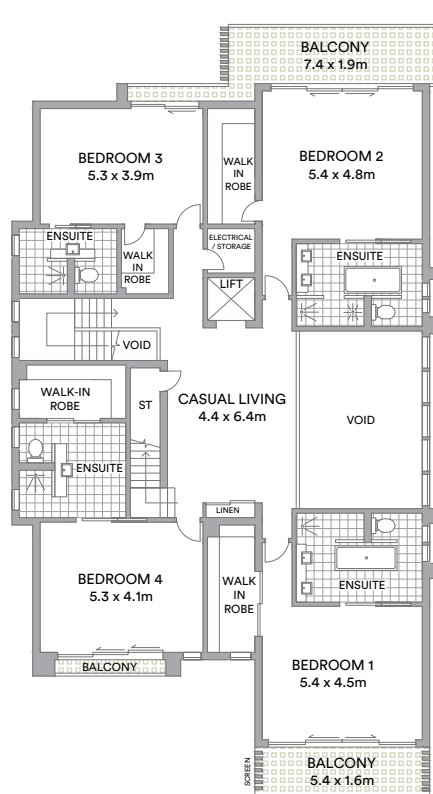 BALCONY
7.4 x 1.9m
BEDROOM 3
5.3 x 3.9m
WALK
IN
ROBE
BEDROOM 2
5.4 x 4.8m
ENSUITE
WALK
IN
ROBE
ELECTRICAL
/ STORAGE
LIFT
ENSUITE
VOID
WALK-IN
ROBE
ST
CASUAL LIVING
4.4 x 6.4m
VOID
ENSUITE
LINEN
BEDROOM 4
5.3 x 4.1m
WALK
IN
ROBE
ENSUITE
BALCONY
BEDROOM 1
5.4 x 4.5m
SCREEN
BALCONY
5.4 x 1.6m